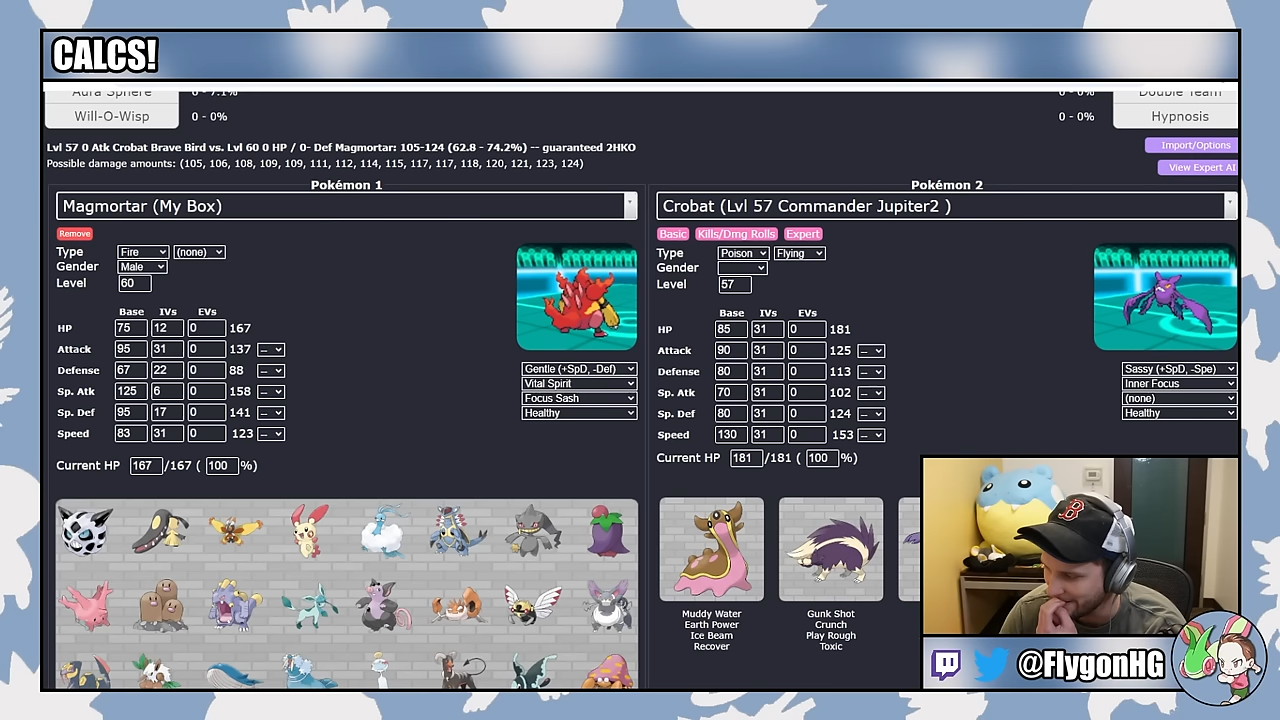 CALCS!
Aura Sphere 0 - 7.1% 0 - 0% Double Team
Will-O-Wisp 0 - 0% 0 - 0% Hypnosis
Lvl 57 0 Atk Crobat Brave Bird vs. Lvl 60 0 HP / 0- Def Magmortar: 105-124 (62.8 - 74.2%) -- guaranteed 2HKO
Import/Options
Possible damage amounts: (105, 106, 108, 109, 109, 111, 112, 114, 115, 117, 117, 118, 120, 121, 123, 124)
View Expert AI
Pokémon 1
Magmortar (My Box)
Remove
Type Fire (none)
Gender Male
Level 60
Base IVs EVs
HP 75 12 0 167
Attack 95 31 0 137 --
Defense 67 22 0 88 --
Sp. Atk 125 6 0 158 --
Sp. Def 95 17 0 141 --
Speed 83 31 0 123 --
Gentle (+SpD, -Def)
Vital Spirit
Focus Sash
Healthy
Current HP 167 /167 ( 100 %)
Pokémon 2
Crobat (Lvl 57 Commander Jupiter2 )
Basic Kills/Dmg Rolls Expert
Type Poison Flying
Gender
Level 57
Base IVs EVs
HP 85 31 0 181
Attack 90 31 0 125 --
Defense 80 31 0 113 --
Sp. Atk 70 31 0 102 --
Sp. Def 80 31 0 124 --
Speed 130 31 0 153 --
Sassy (+SpD, -Spe)
Inner Focus
(none)
Healthy
Current HP 181 /181 ( 100 %)
Muddy Water
Earth Power
Ice Beam
Recover
Gunk Shot
Crunch
Play Rough
Toxic
B
@FlygonHG